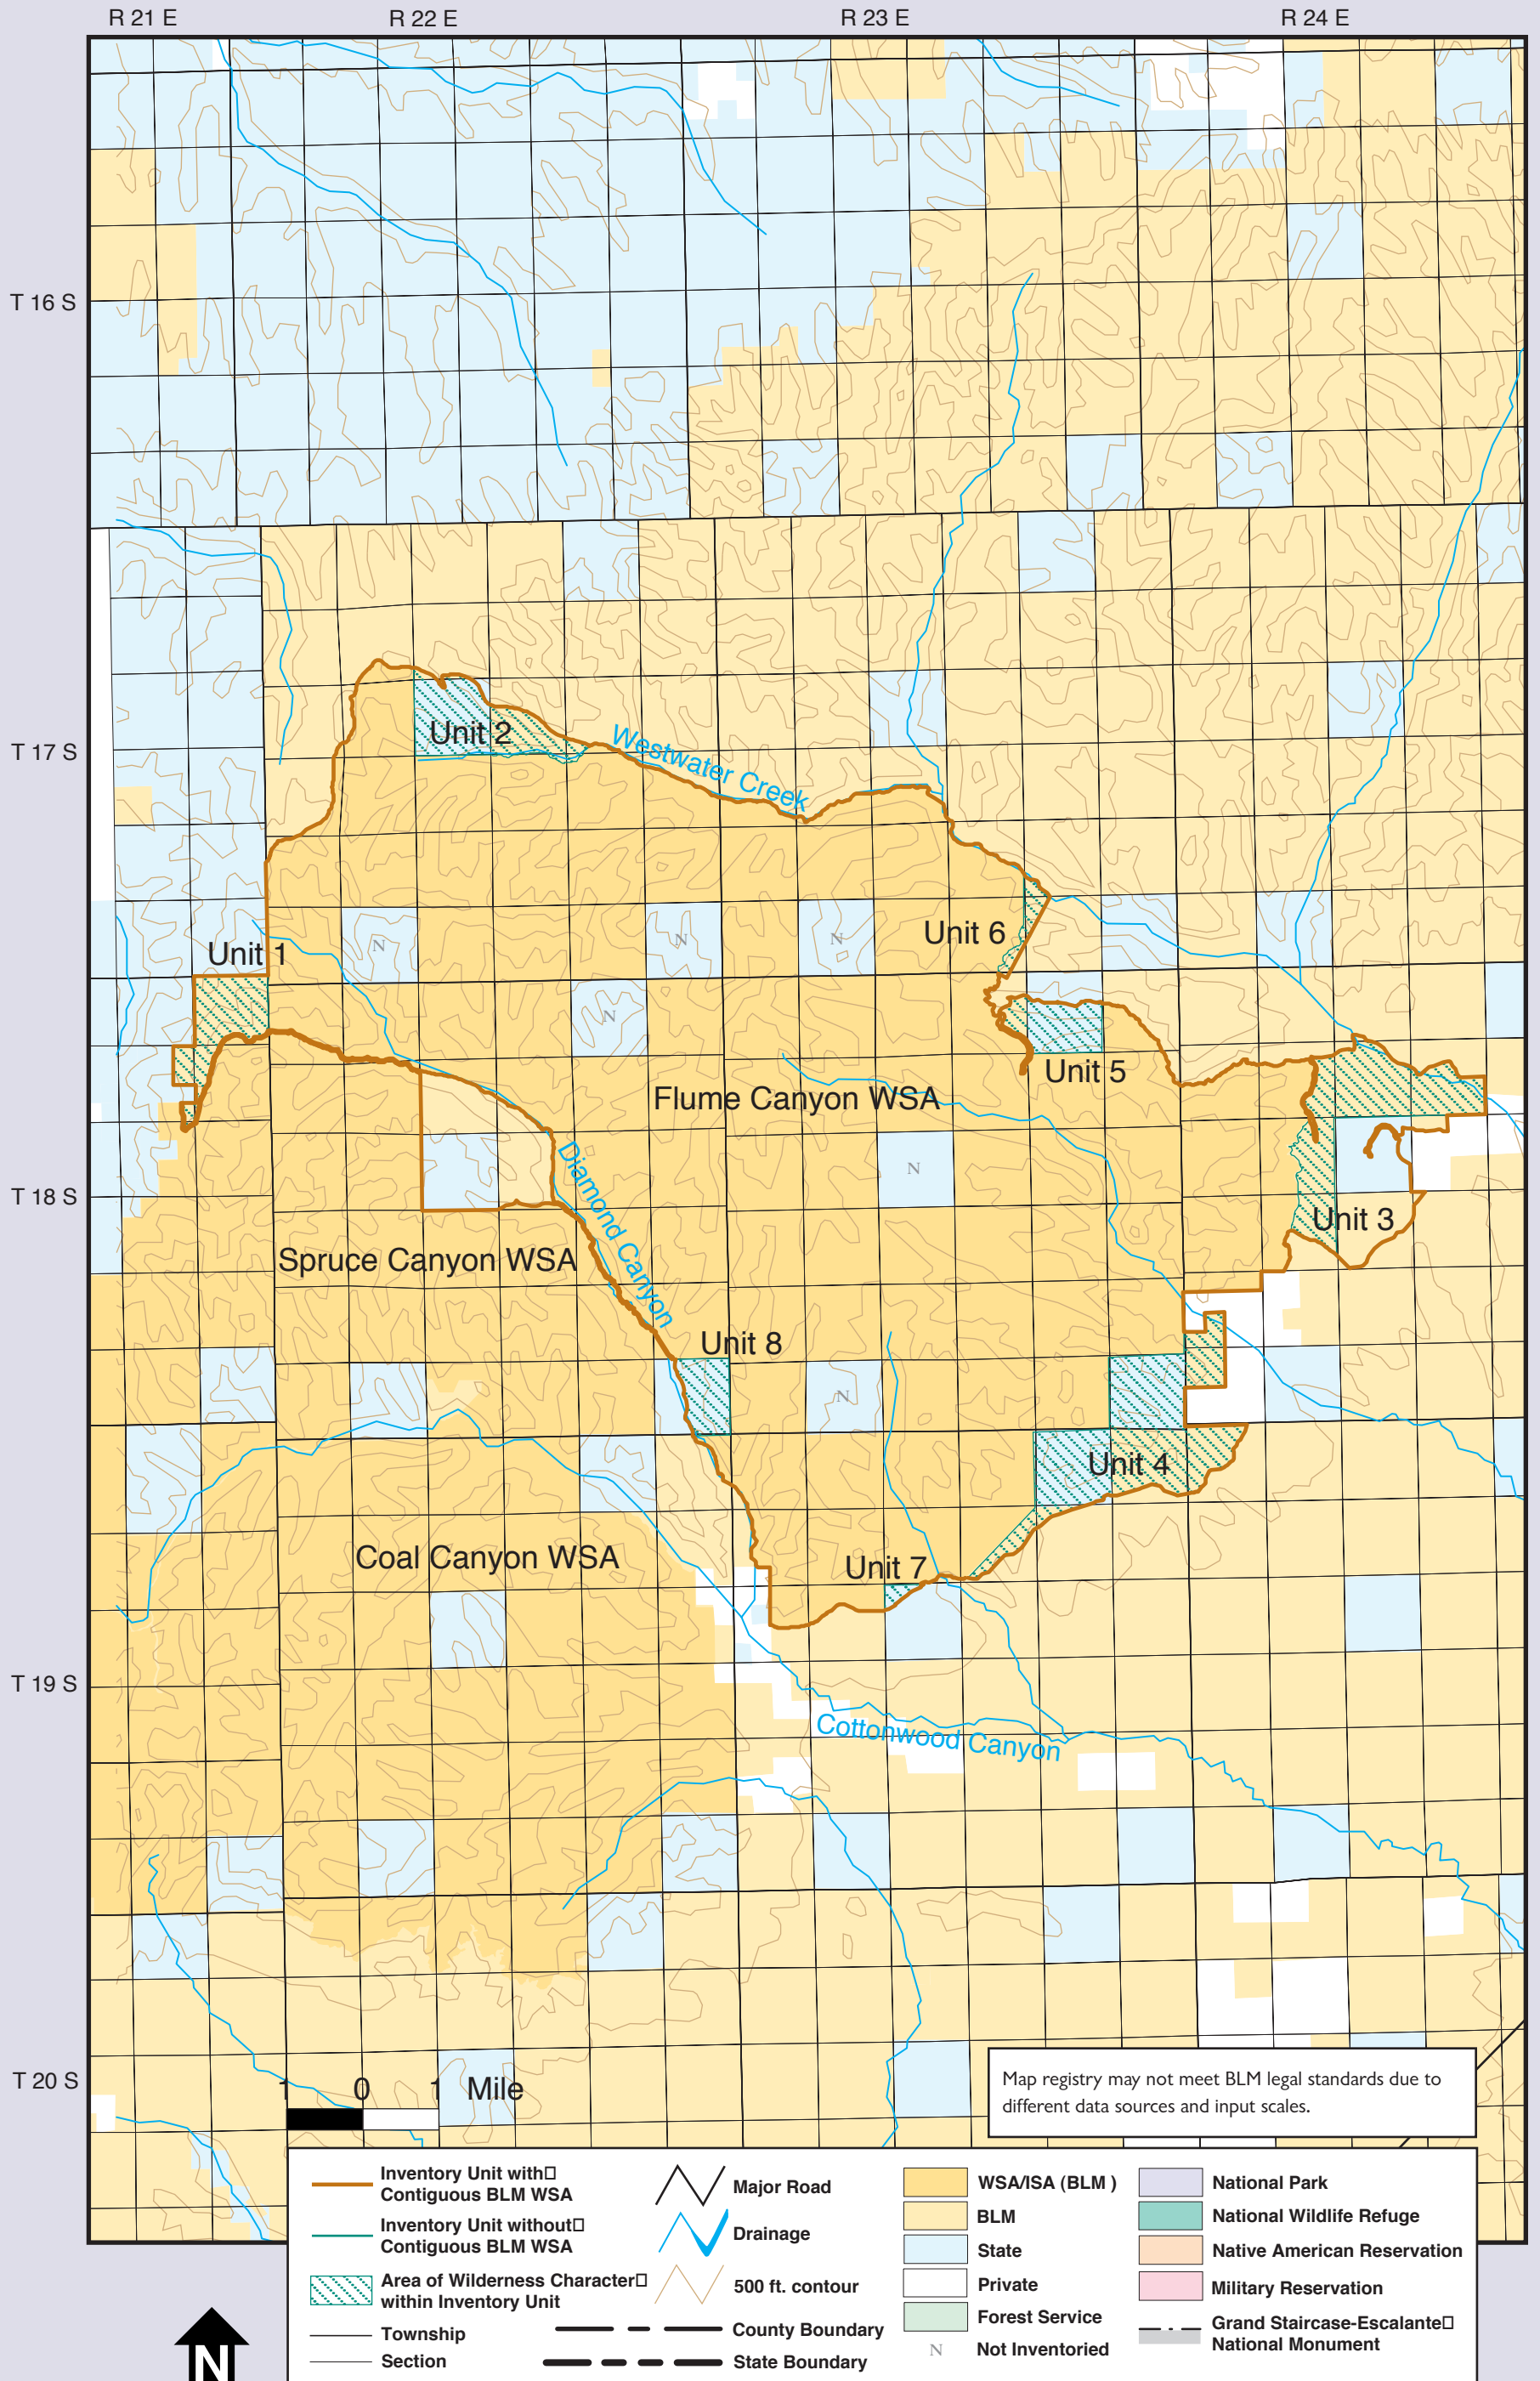 R 21 E
R 22 E
R 23 E
R 24 E
T 16 S
T 17 S
T 18 S
T 19 S
T 20 S
Unit 2
Westwater Creek
Unit 1
N
N
N
Unit 6
N
Unit 5
Flume Canyon WSA
Diamond Canyon
N
Unit 3
Spruce Canyon WSA
Unit 8
N
Unit 4
Coal Canyon WSA
Unit 7
Cottonwood Canyon
1 0 1 Mile
Map registry may not meet BLM legal standards due to
different data sources and input scales.
Inventory Unit with□
Contiguous BLM WSA
Inventory Unit without□
Contiguous BLM WSA
Area of Wilderness Character□
within Inventory Unit
Township
Section
Major Road
Drainage
500 ft. contour
County Boundary
State Boundary
WSA/ISA (BLM )
BLM
State
Private
Forest Service
N Not Inventoried
National Park
National Wildlife Refuge
Native American Reservation
Military Reservation
Grand Staircase-Escalante□
National Monument
N